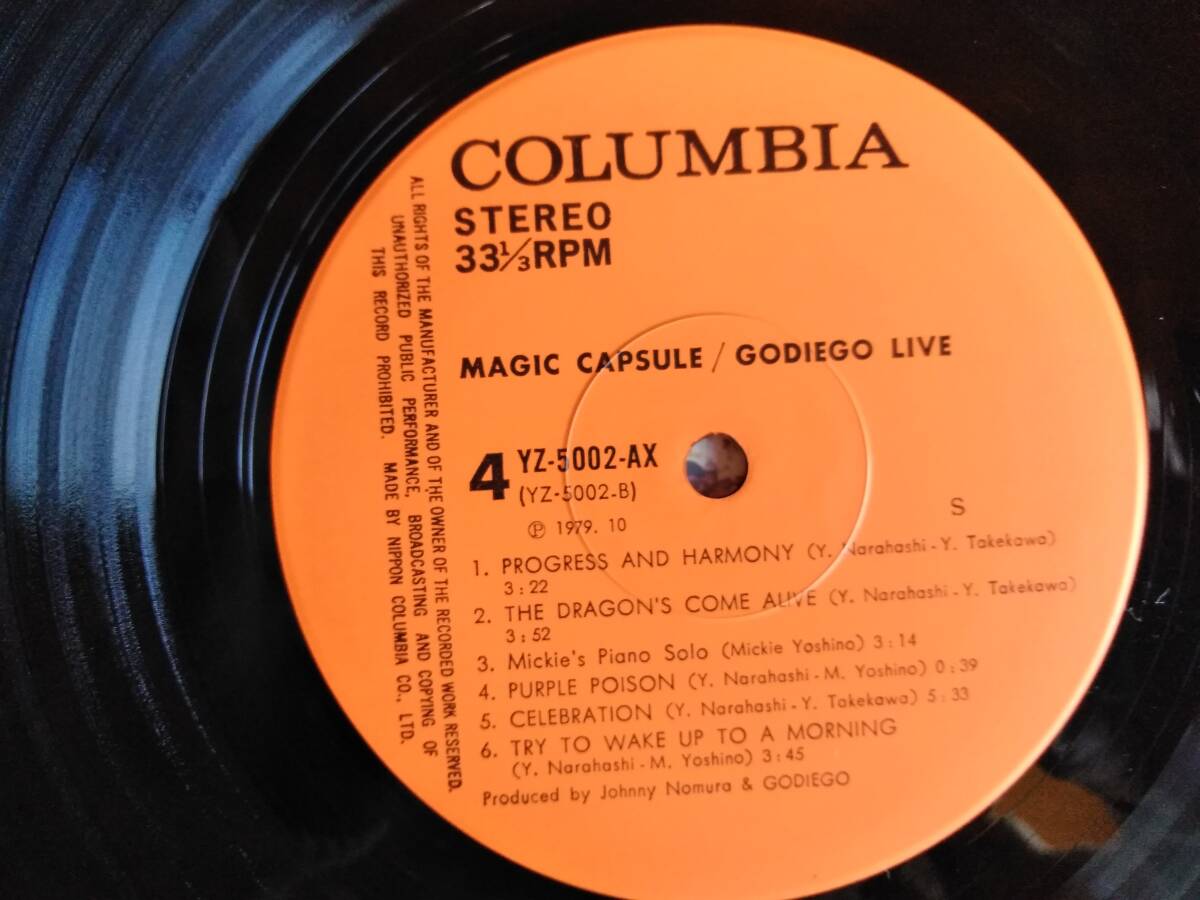 COLUMBIA
STEREO
33⅓RPM
MAGIC CAPSULE / GODIEGO LIVE
4 YZ-5002-AX
(YZ-5002-B)
Ⓟ 1979. 10
S
1. PROGRESS AND HARMONY (Y. Narahashi - Y. Takekawa)
3:22
2. THE DRAGON'S COME ALIVE (Y. Narahashi - Y. Takekawa)
3:52
3. Mickie's Piano Solo (Mickie Yoshino) 3:14
4. PURPLE POISON (Y. Narahashi - M. Yoshino) 0:39
5. CELEBRATION (Y. Narahashi - Y. Takekawa) 5:33
6. TRY TO WAKE UP TO A MORNING
(Y. Narahashi - M. Yoshino) 3:45
Produced by Johnny Nomura & GODIEGO
ALL RIGHTS OF THE MANUFACTURER AND OF THE OWNER OF THE RECORDED WORK RESERVED.
UNAUTHORIZED PUBLIC PERFORMANCE, BROADCASTING AND COPYING OF
THIS RECORD PROHIBITED. MADE BY NIPPON COLUMBIA CO., LTD.